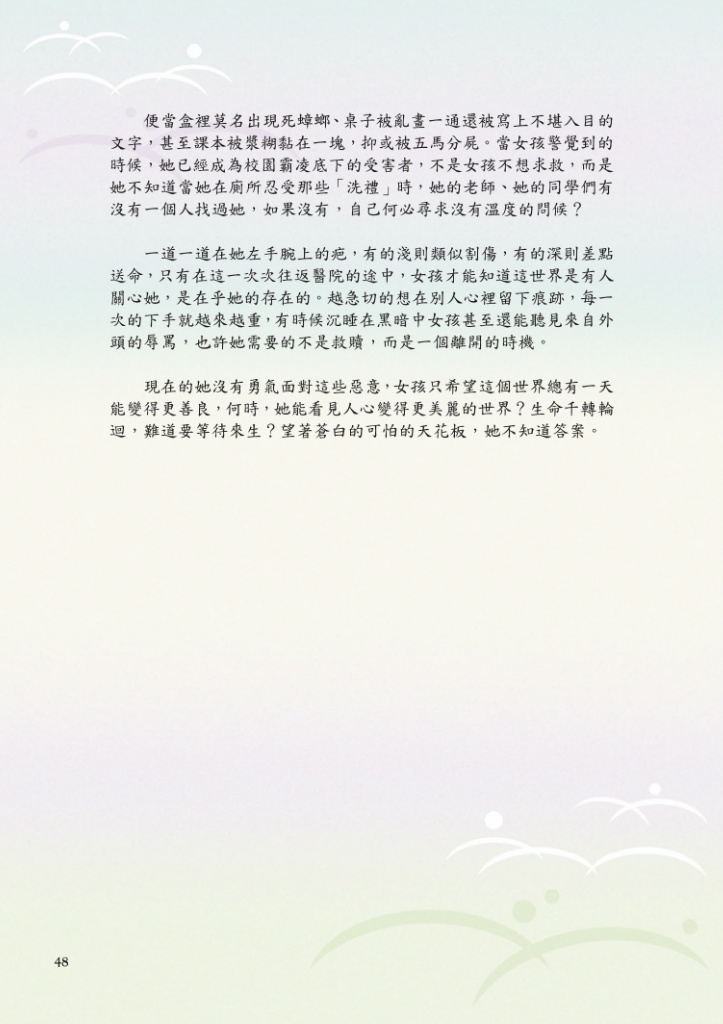 便當盒裡莫名出現死蟑螂、桌子被亂畫一通還被寫上不堪入目的
文字，甚至課本被漿糊黏在一塊，抑或被五馬分屍。當女孩警覺到的
時候，她已經成為校園霸凌底下的受害者，不是女孩不想求救，而是
她不知道當她在廁所忍受那些「洗禮」時，她的老師、她的同學們有
沒有一個人找過她，如果沒有，自己何必尋求沒有溫度的問候？
一道一道在她左手腕上的疤，有的淺則類似割傷，有的深則差點
送命，只有在這一次次往返醫院的途中，女孩才能知道這世界是有人
關心她，是在乎她的存在的。越急切的想在別人心裡留下痕跡，每一
次的下手就越來越重，有時候沉睡在黑暗中女孩甚至還能聽見來自外
頭的辱罵，也許她需要的不是救贖，而是一個離開的時機。
現在的她沒有勇氣面對這些惡意，女孩只希望這個世界總有一天
能變得更善良，何時，她能看見人心變得更美麗的世界？生命千轉輪
迴，難道要等待來生？望著蒼白的可怕的天花板，她不知道答案。
48